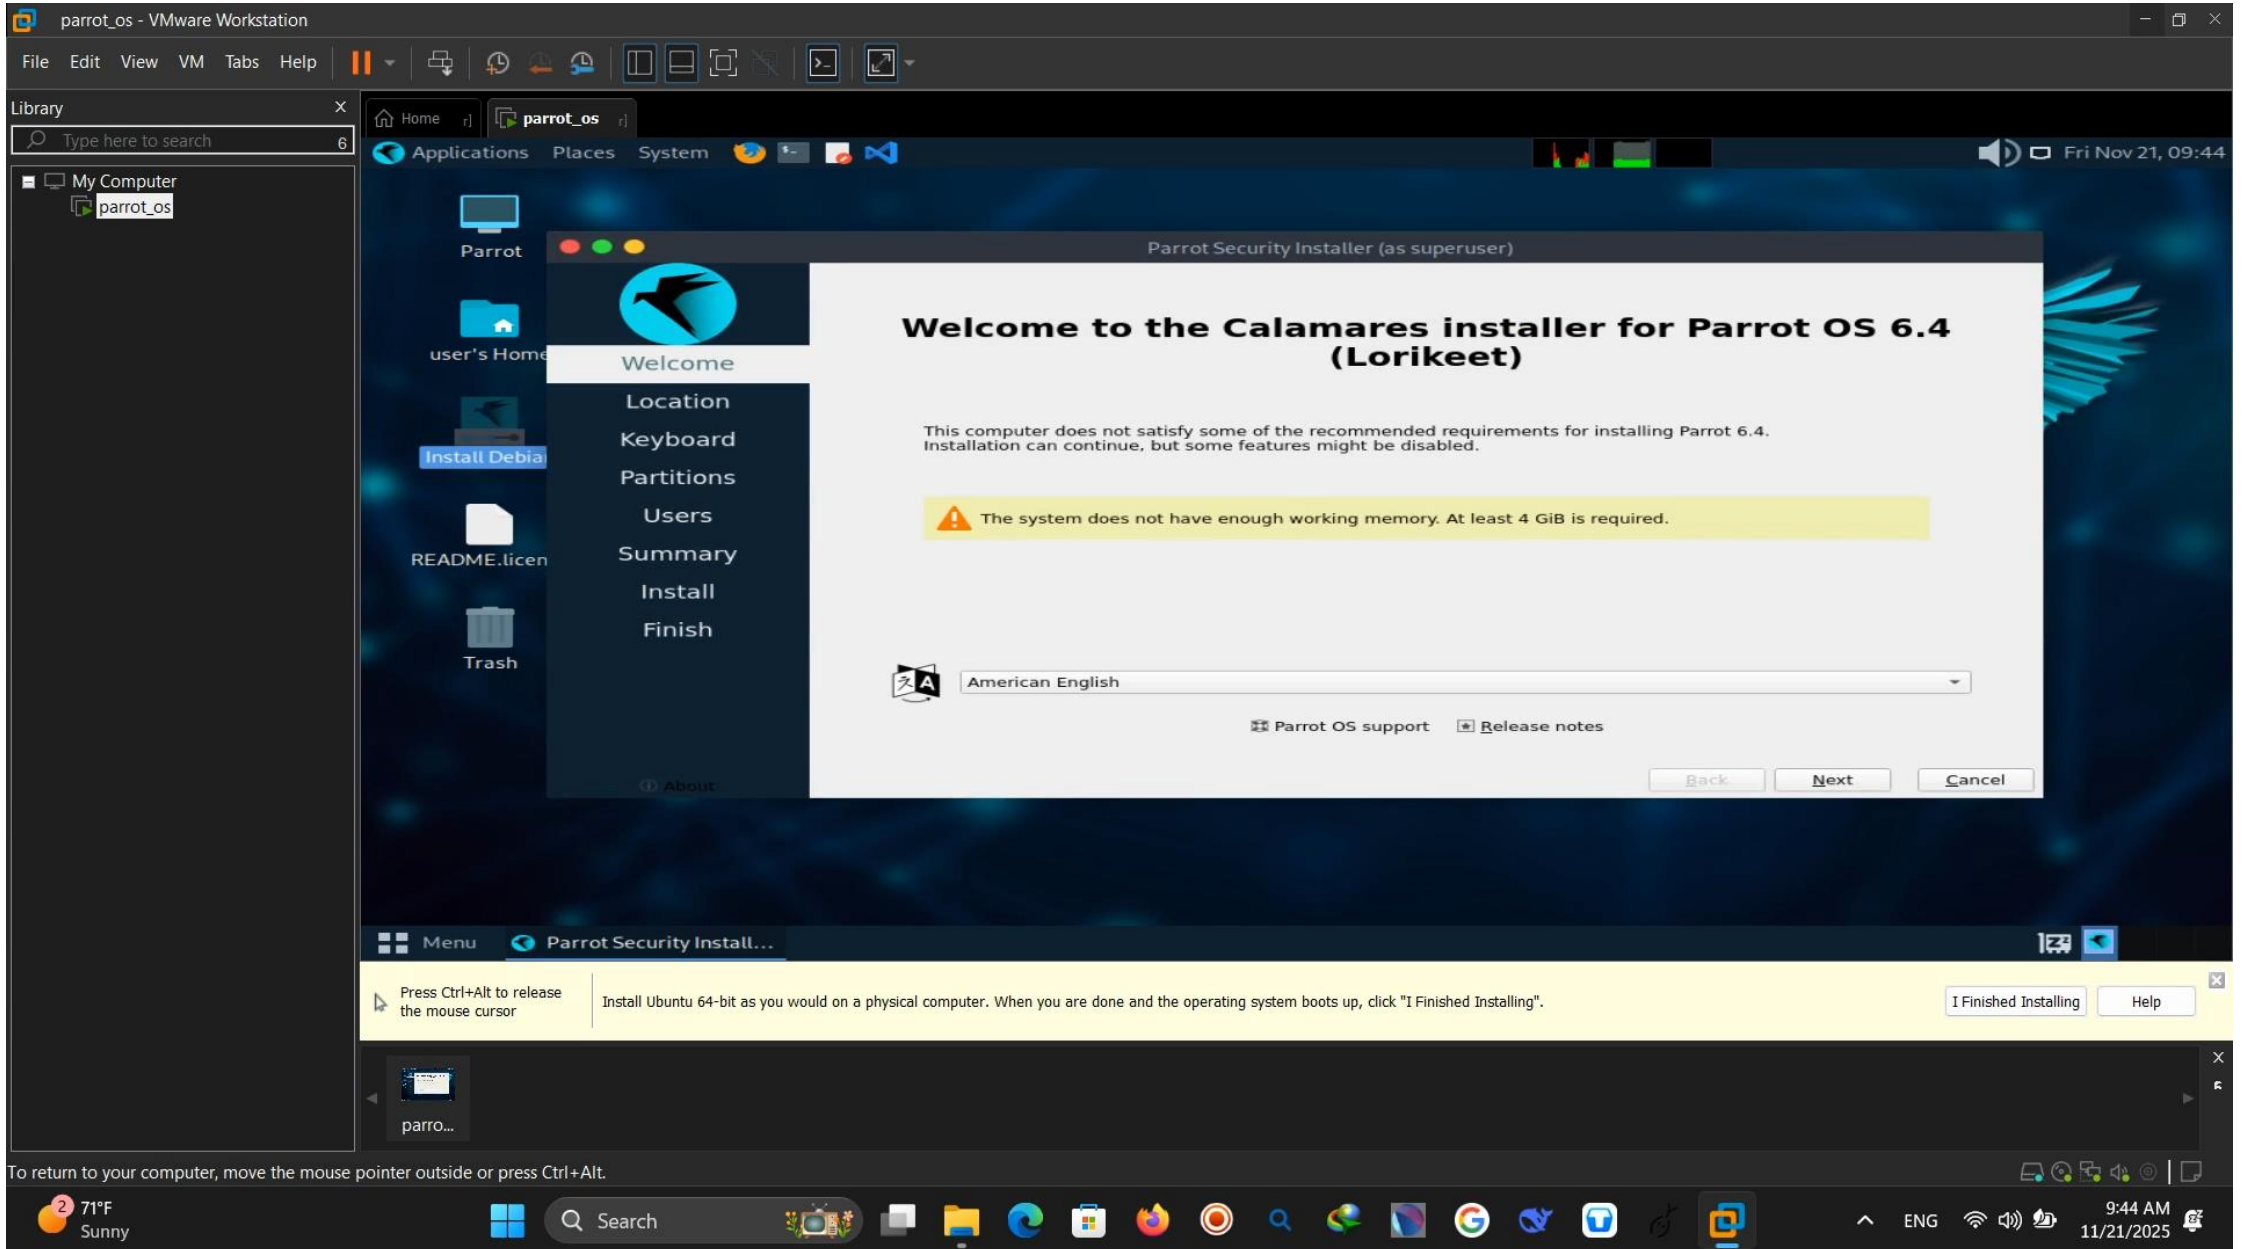 parrot_os - VMware Workstation
File Edit View VM Tabs Help
Library
Type here to search
My Computer
parrot_os
Home
parrot_os
Applications Places System
Fri Nov 21, 09:44
Parrot
user's Home
Install Debia
README.licen
Trash
Parrot Security Installer (as superuser)
Welcome
Location
Keyboard
Partitions
Users
Summary
Install
Finish
About
Welcome to the Calamares installer for Parrot OS 6.4
(Lorikeet)
This computer does not satisfy some of the recommended requirements for installing Parrot 6.4.
Installation can continue, but some features might be disabled.
The system does not have enough working memory. At least 4 GiB is required.
American English
Parrot OS support Release notes
Back Next Cancel
Menu Parrot Security Install...
Press Ctrl+Alt to release
the mouse cursor
Install Ubuntu 64-bit as you would on a physical computer. When you are done and the operating system boots up, click "I Finished Installing".
I Finished Installing Help
parro...
To return to your computer, move the mouse pointer outside or press Ctrl+Alt.
2
71°F
Sunny
Search
ENG
9:44 AM
11/21/2025